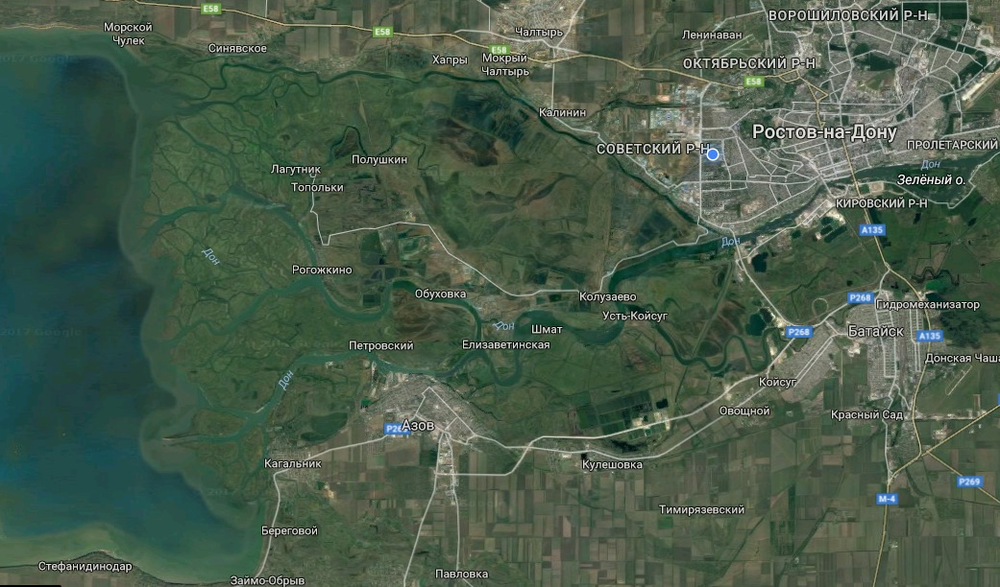 E58
ВОРОШИЛОВСКИЙ Р-Н
Морской
Чулек
E58
Чалтырь
Ленинаван
Синявское
E58
Хапры
Мокрый
Чалтырь
ОКТЯБРЬСКИЙ Р-Н
E58
Калинин
Ростов-на-Дону
СОВЕТСКИЙ Р-Н
ПРОЛЕТАРСКИЙ
Полушкин
Дон
Лагутник
Топольки
Зелёный о.
КИРОВСКИЙ Р-Н
A135
Дон
Дон
Рогожкино
Обуховка
Колузаево
P268
Гидромеханизатор
Усть-Койсуг
Дон
Шмат
P268
Батайск
A135
Петровский
Елизаветинская
Донская Чаша
Дон
Койсуг
Овощной
Красный Сад
Азов
Кагальник
Кулешовка
P269
M-4
Тимирязевский
Береговой
Стефанидинодар
Займо-Обрыв
Павловка